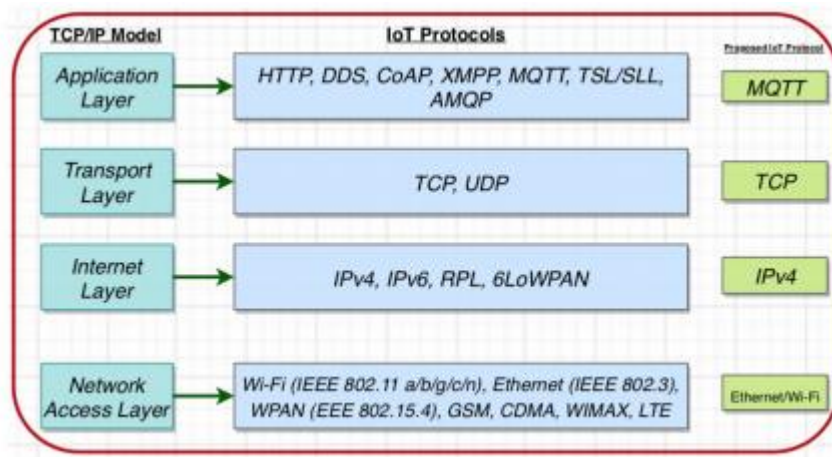 TCP/IP Model
IoT Protocols
Proposed IoT Protocol
Application
Layer
HTTP, DDS, CoAP, XMPP, MQTT, TSL/SLL,
AMQP
MQTT
Transport
Layer
TCP, UDP
TCP
Internet
Layer
IPv4, IPv6, RPL, 6LoWPAN
IPv4
Network
Access Layer
Wi-Fi (IEEE 802.11 a/b/g/c/n), Ethernet (IEEE 802.3),
WPAN (EEE 802.15.4), GSM, CDMA, WIMAX, LTE
Ethernet/Wi-Fi